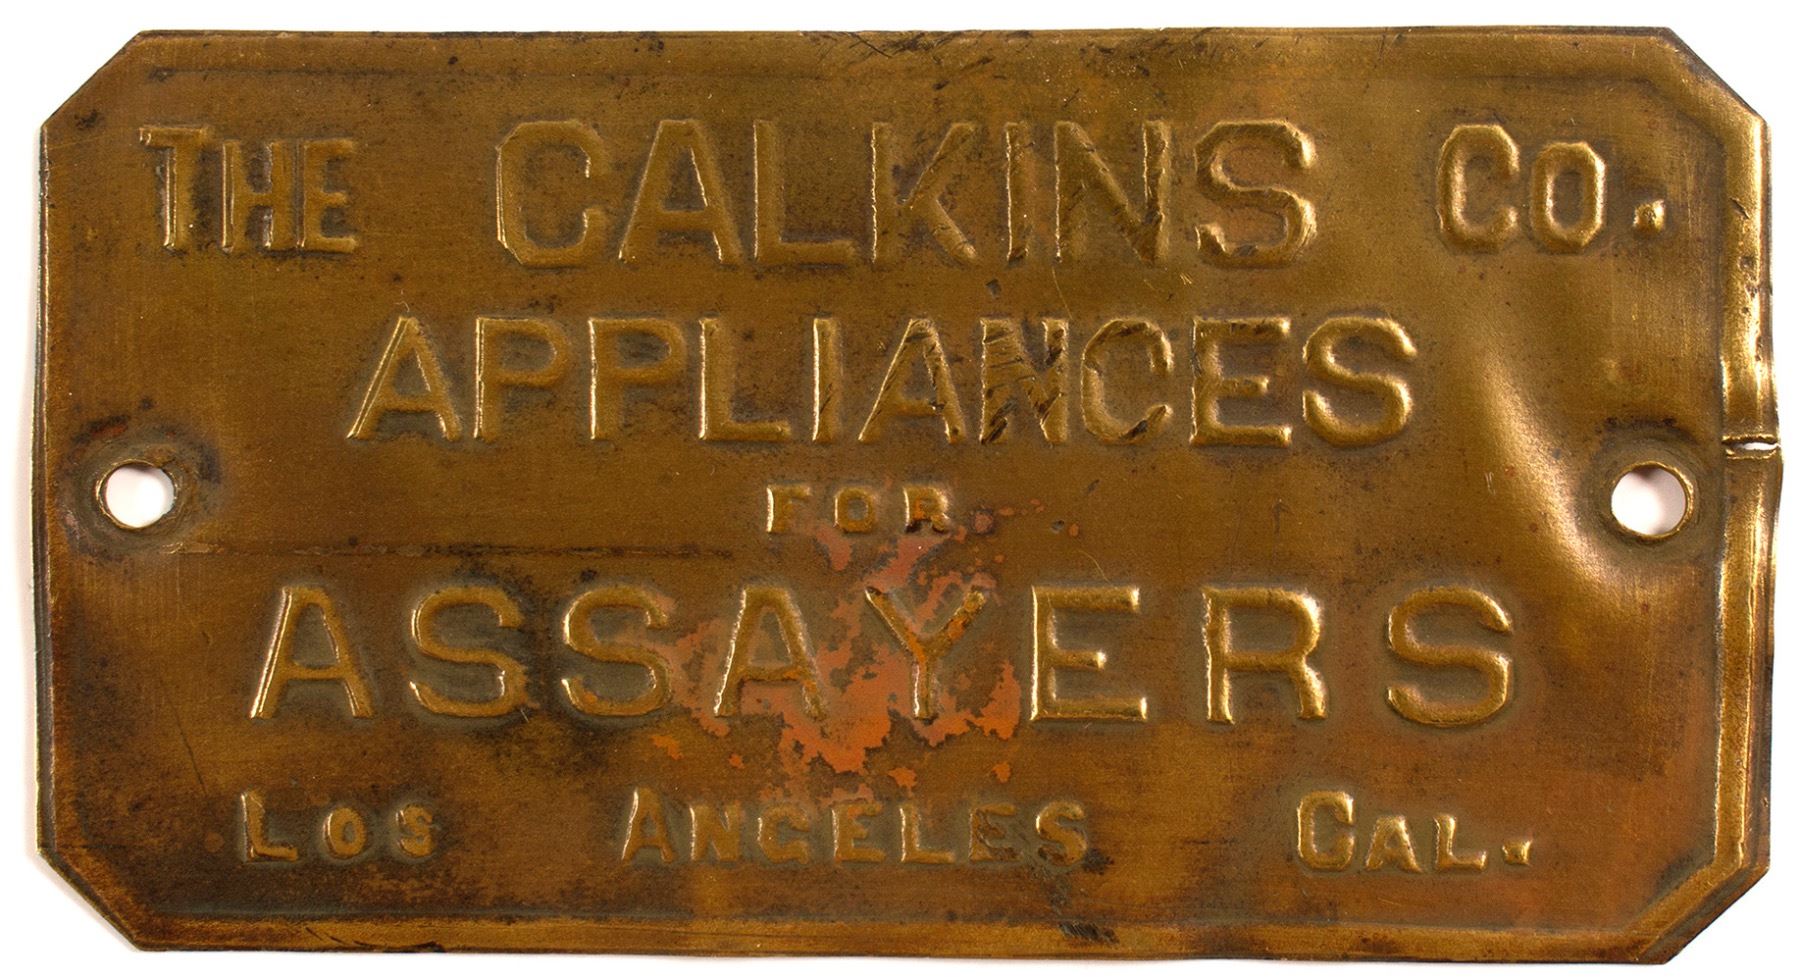 THE CALKINS CO.
APPLIANCES
FOR
ASSAYERS
LOS ANGELES CAL.